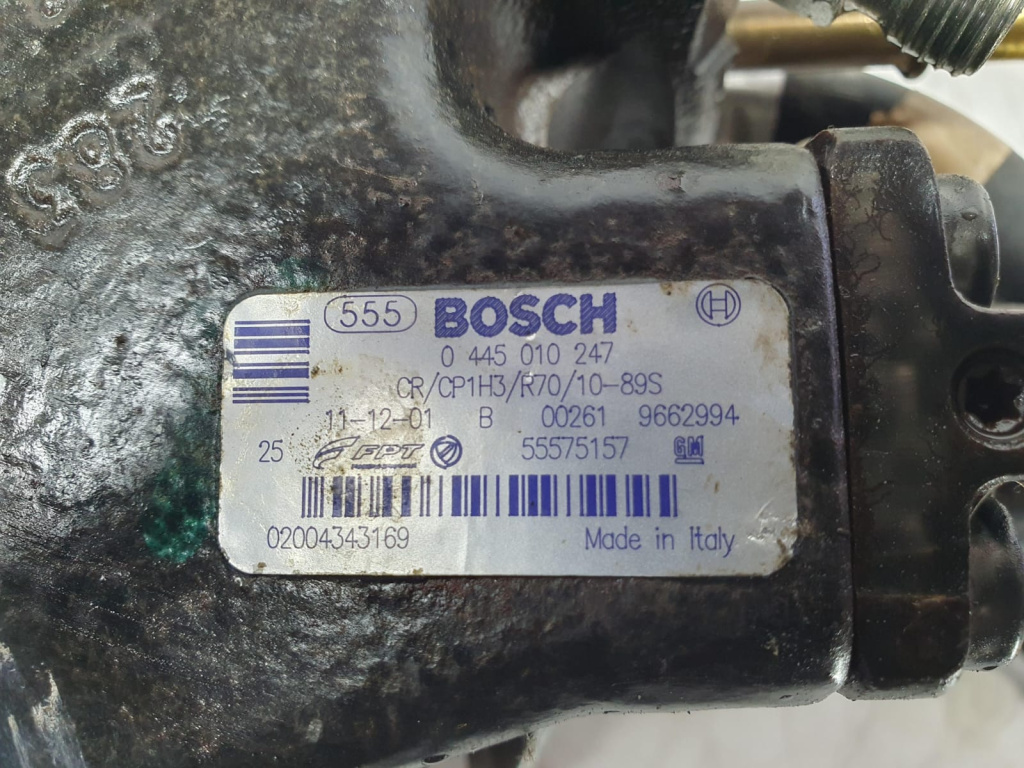 283
555 BOSCH
0 445 010 247
CR/CP1H3/R70/10-89S
11-12-01 B 00261 9662994
25 FPT 55575157 GM
02004343169 Made in Italy